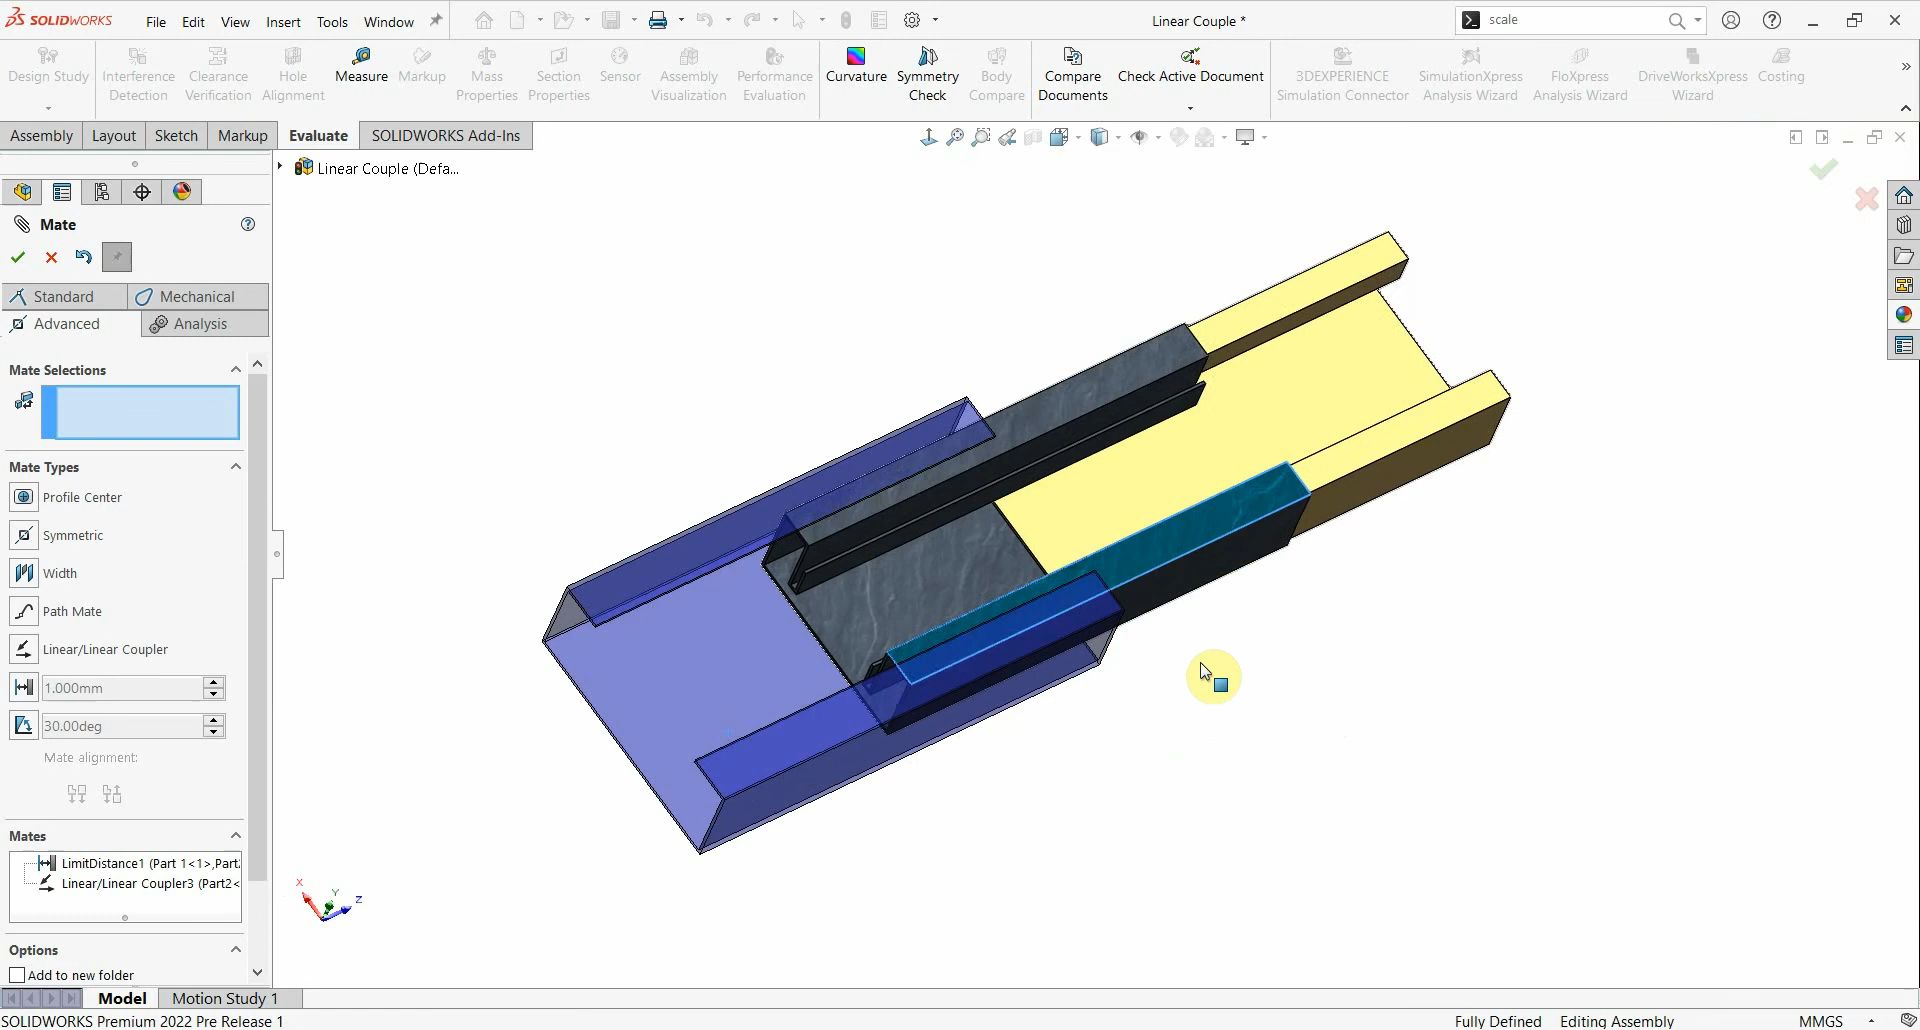 SOLIDWORKS File Edit View Insert Tools Window Linear Couple * scale
Design Study Interference Detection Clearance Verification Hole Alignment Measure Markup Mass Properties Section Properties Sensor Assembly Visualization Performance Evaluation Curvature Symmetry Check Body Compare Compare Documents Check Active Document 3DEXPERIENCE Simulation Connector SimulationXpress Analysis Wizard FloXpress Analysis Wizard DriveWorksXpress Wizard Costing
Assembly Layout Sketch Markup Evaluate SOLIDWORKS Add-Ins
Linear Couple (Defa...
Mate
Standard Mechanical
Advanced Analysis
Mate Selections
Mate Types
Profile Center
Symmetric
Width
Path Mate
Linear/Linear Coupler
1.000mm
30.00deg
Mate alignment:
Mates
LimitDistance1 (Part 1<1>,Part
Linear/Linear Coupler3 (Part2<
Options
Add to new folder
X Y Z
Model Motion Study 1
SOLIDWORKS Premium 2022 Pre Release 1 Fully Defined Editing Assembly MMGS